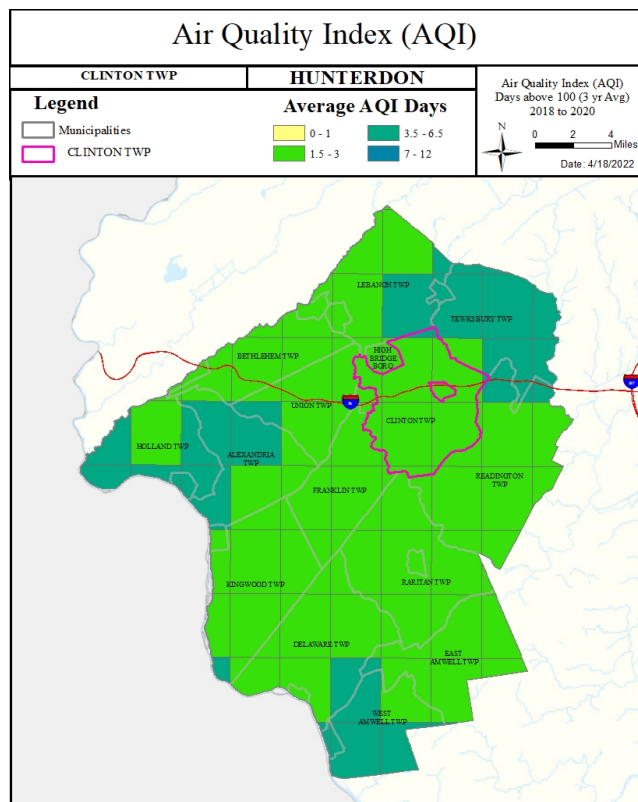 Air Quality Index (AQI)
CLINTON TWP
HUNTERDON
Air Quality Index (AQI)
Days above 100 (3 yr Avg)
2018 to 2020
Legend
Municipalities
CLINTON TWP
Average AQI Days
0 - 1
3.5 - 6.5
1.5 - 3
7 - 12
N
0 2 4
Miles
Date: 4/18/2022
LEBANON TWP
TEWKSBURY TWP
BETHLEHEM TWP
HIGH
BRIDGE
BORO
UNION TWP
CLINTON TWP
HOLLAND TWP
ALEXANDRIA
TWP
READINGTON
TWP
FRANKLIN TWP
KINGWOOD TWP
RARITAN TWP
DELAWARE TWP
EAST
AMWELL TWP
WEST
AMWELL TWP